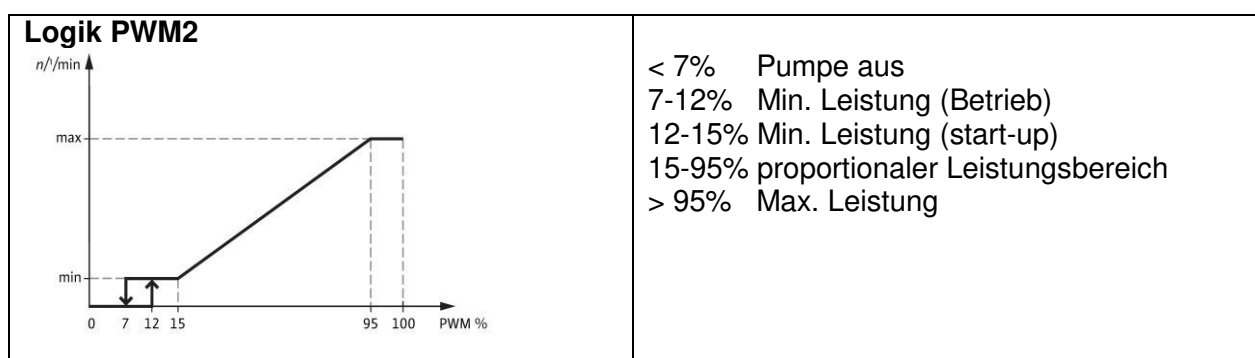 Logik PWM2
n/¹/min
max
min
0 7 12 15 95 100 PWM %
< 7% Pumpe aus
7-12% Min. Leistung (Betrieb)
12-15% Min. Leistung (start-up)
15-95% proportionaler Leistungsbereich
> 95% Max. Leistung